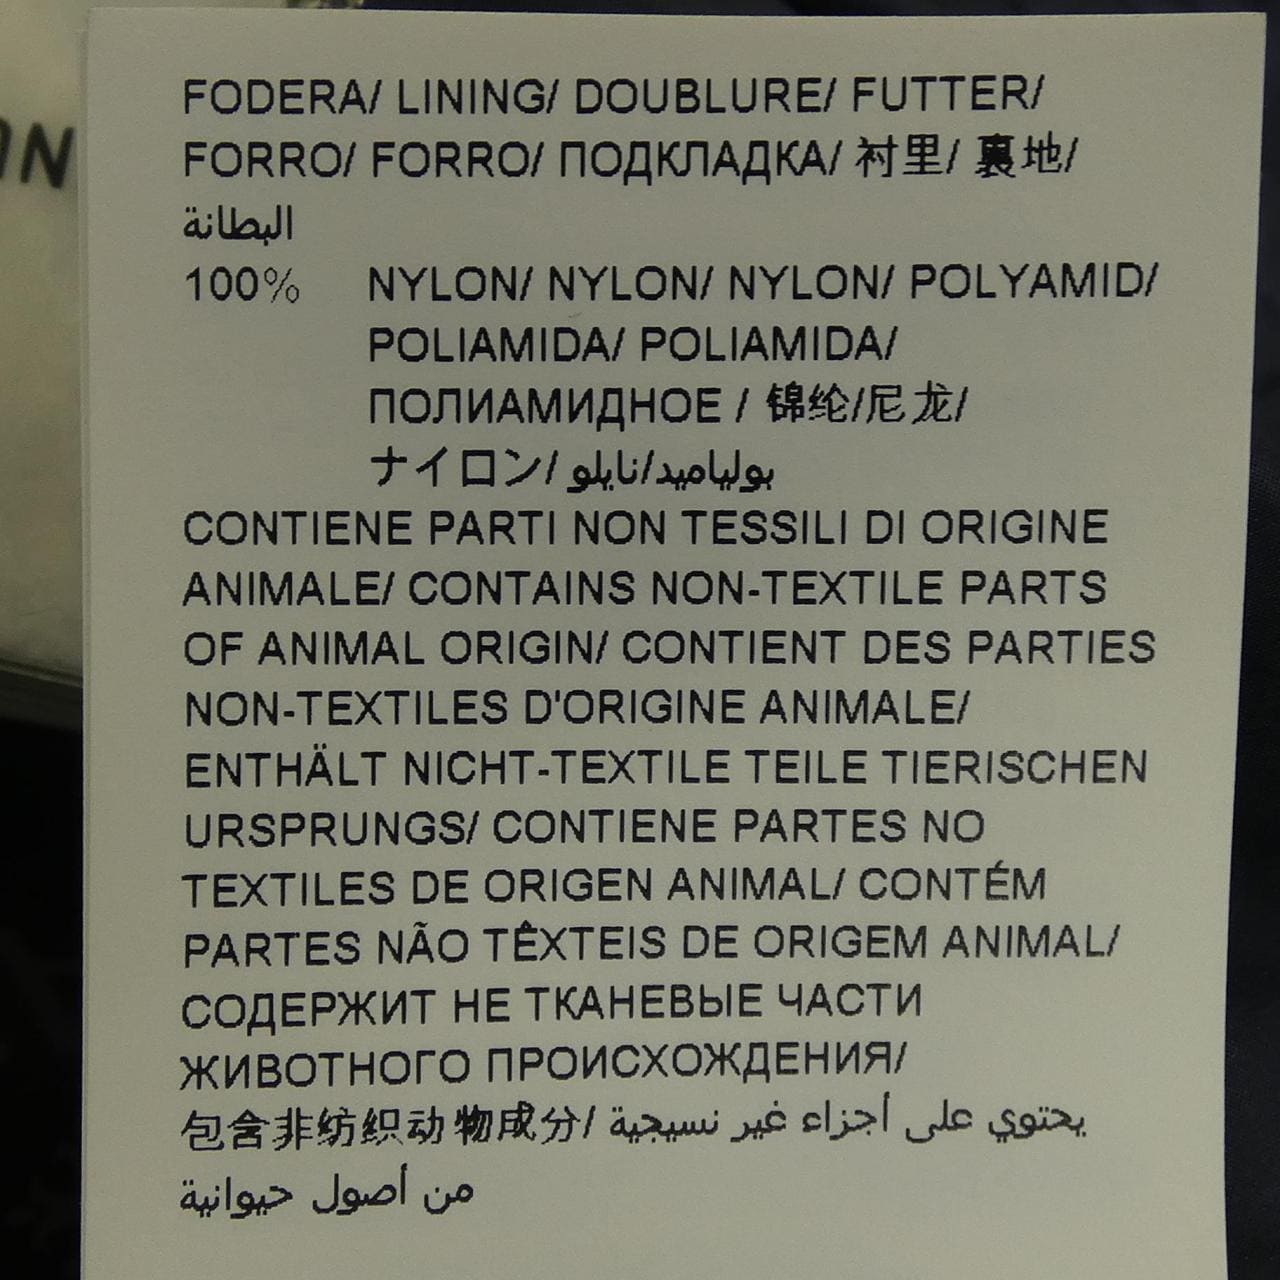 FODERA/ LINING/ DOUBLURE/ FUTTER/
FORRO/ FORRO/ ПОДКЛАДКА/ 衬里/ 裏地/
البطانة
100% NYLON/ NYLON/ NYLON/ POLYAMID/
POLIAMIDA/ POLIAMIDA/
ПОЛИАМИДНОЕ / 锦纶/尼龙/
ナイロン/ بولياميد/نايلو
CONTIENE PARTI NON TESSILI DI ORIGINE
ANIMALE/ CONTAINS NON-TEXTILE PARTS
OF ANIMAL ORIGIN/ CONTIENT DES PARTIES
NON-TEXTILES D'ORIGINE ANIMALE/
ENTHÄLT NICHT-TEXTILE TEILE TIERISCHEN
URSPRUNGS/ CONTIENE PARTES NO
TEXTILES DE ORIGEN ANIMAL/ CONTÉM
PARTES NÃO TÊXTEIS DE ORIGEM ANIMAL/
СОДЕРЖИТ НЕ ТКАНЕВЫЕ ЧАСТИ
ЖИВОТНОГО ПРОИСХОЖДЕНИЯ/
包含非纺织动物成分/ يحتوي على أجزاء غير نسيجية
من أصول حيوانية